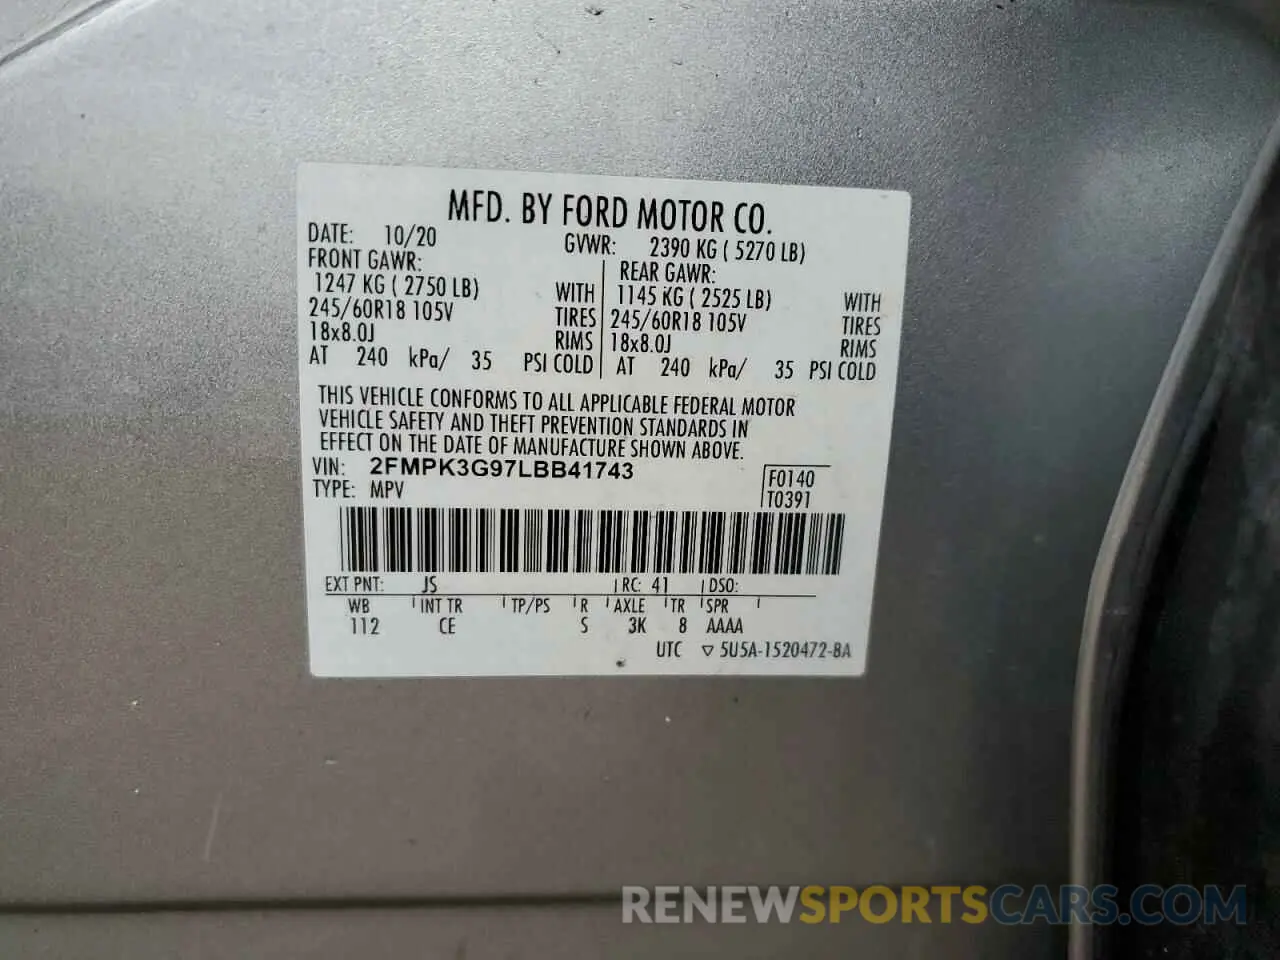 MFD. BY FORD MOTOR CO.
DATE: 10/20 GVWR: 2390 KG ( 5270 LB)
FRONT GAWR: REAR GAWR:
1247 KG ( 2750 LB) WITH 1145 KG ( 2525 LB) WITH
245/60R18 105V TIRES 245/60R18 105V TIRES
18x8.0J RIMS 18x8.0J RIMS
AT 240 kPa/ 35 PSI COLD AT 240 kPa/ 35 PSI COLD
THIS VEHICLE CONFORMS TO ALL APPLICABLE FEDERAL MOTOR
VEHICLE SAFETY AND THEFT PREVENTION STANDARDS IN
EFFECT ON THE DATE OF MANUFACTURE SHOWN ABOVE.
VIN: 2FMPK3G97LBB41743 F0140
TYPE: MPV T0391
EXT PNT: JS RC: 41 DSO:
WB INT TR TP/PS R AXLE TR SPR
112 CE S 3K 8 AAAA
UTC ▽ 5U5A-1520472-BA
RENEWSPORTSCARS.COM